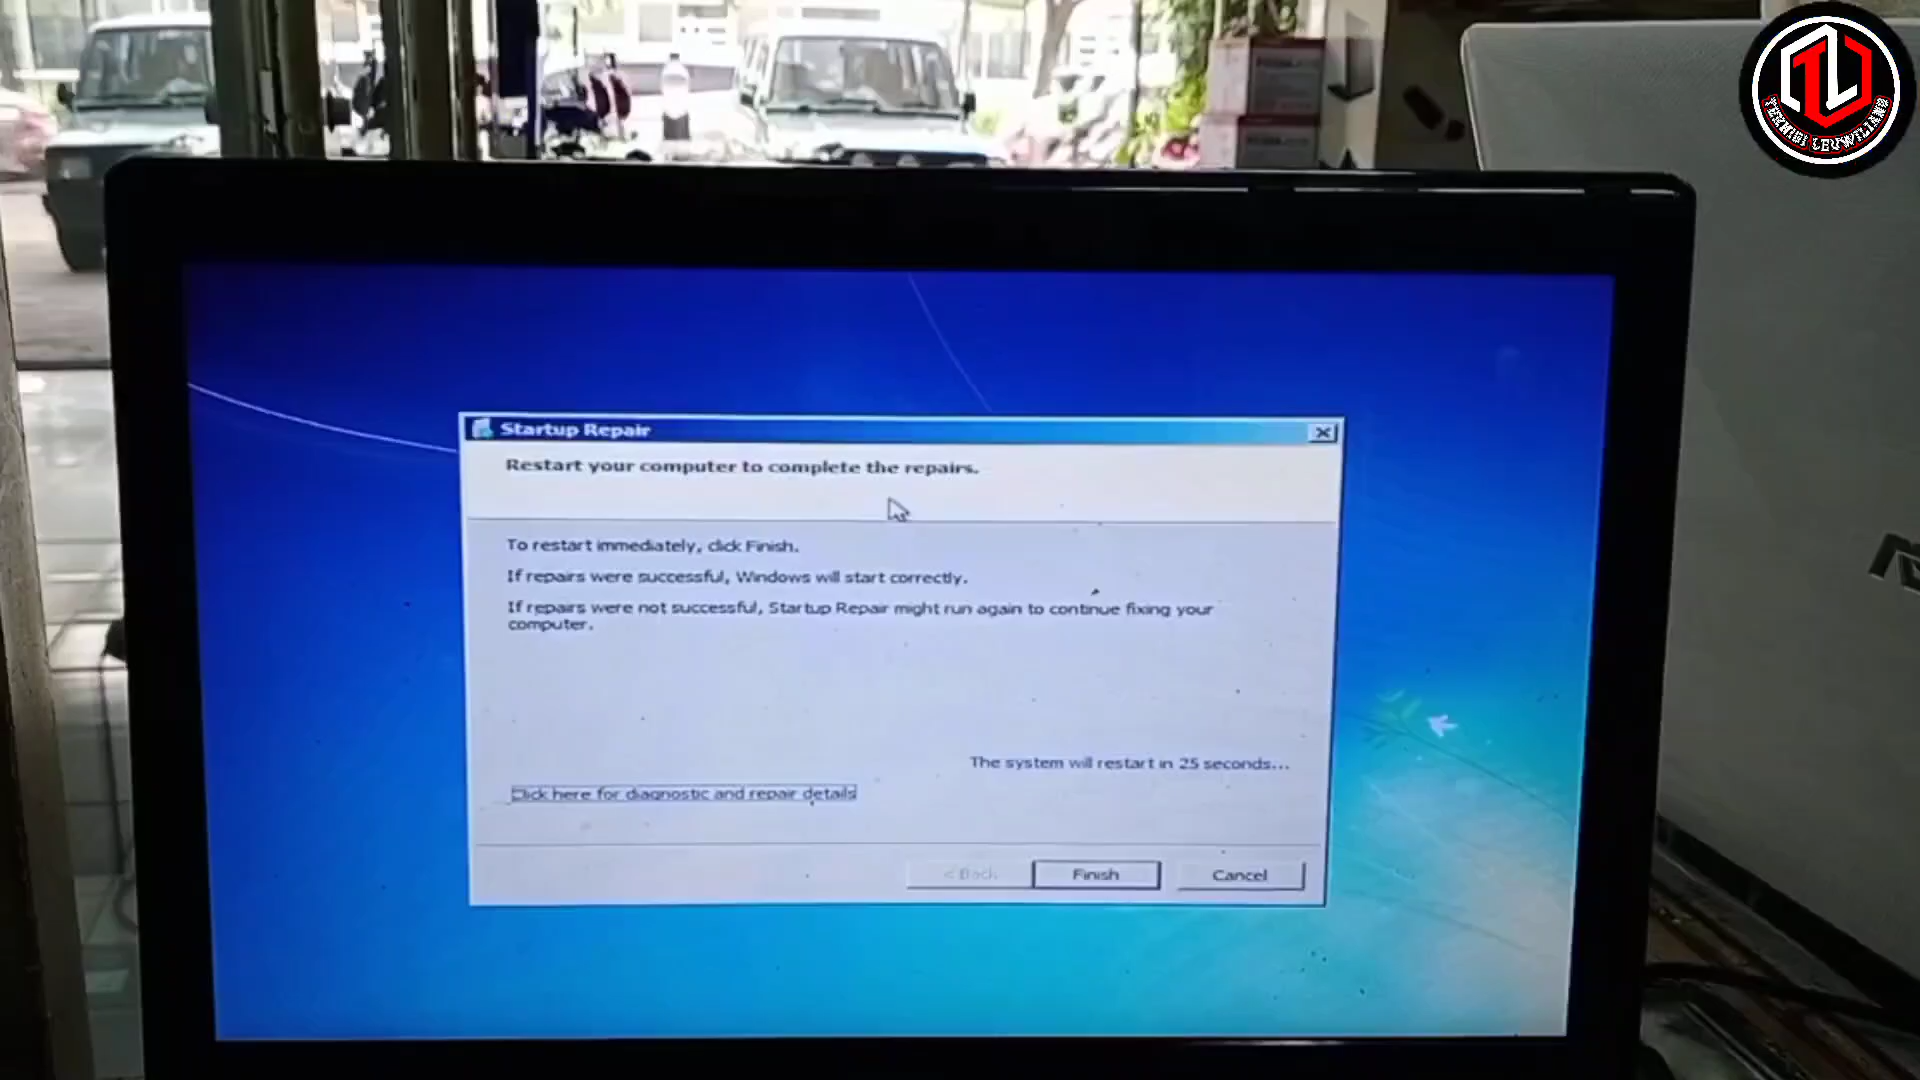 TEKNISI LEUWILIANG
Startup Repair
Restart your computer to complete the repairs.
To restart immediately, click Finish.
If repairs were successful, Windows will start correctly.
If repairs were not successful, Startup Repair might run again to continue fixing your
computer.
The system will restart in 25 seconds...
Click here for diagnostic and repair details
< Back
Finish
Cancel